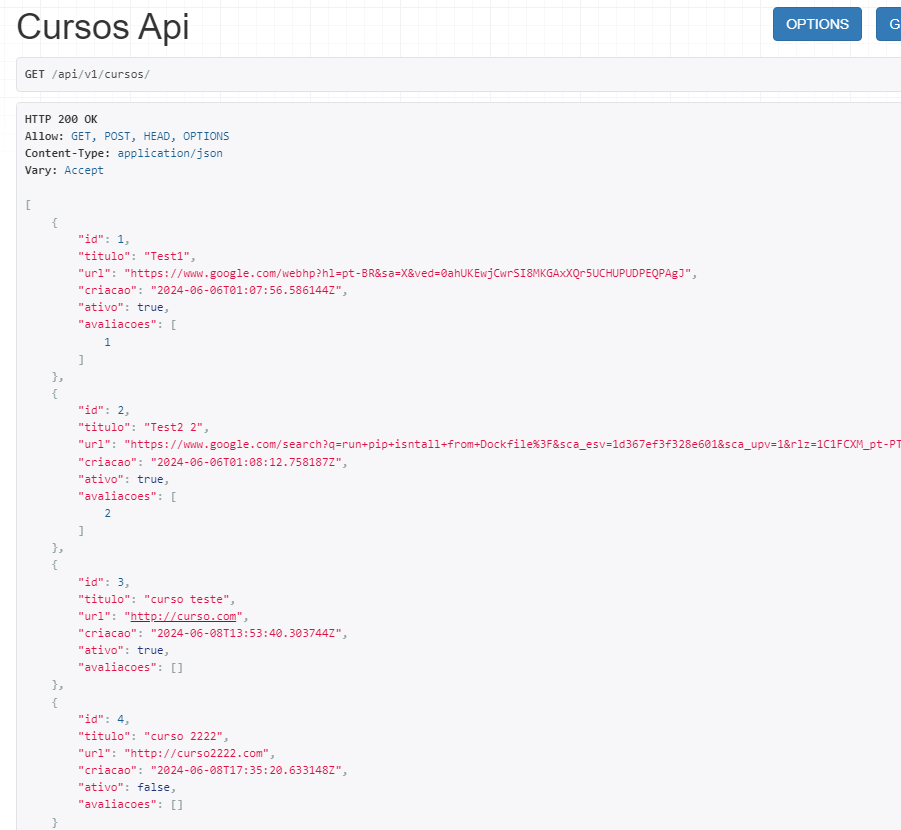 Cursos Api
OPTIONS
G
GET /api/v1/cursos/
HTTP 200 OK
Allow: GET, POST, HEAD, OPTIONS
Content-Type: application/json
Vary: Accept
[
{
"id": 1,
"titulo": "Test1",
"url": "https://www.google.com/webhp?hl=pt-BR&sa=X&ved=0ahUKEwjCwrSI8MKGAxXQr5UCHUPUDPEQPAgJ",
"criacao": "2024-06-06T01:07:56.586144Z",
"ativo": true,
"avaliacoes": [
1
]
},
{
"id": 2,
"titulo": "Test2 2",
"url": "https://www.google.com/search?q=run+pip+isntall+from+Dockfile%3F&sca_esv=1d367ef3f328e601&sca_upv=1&rlz=1C1FCXM_pt-PT
"criacao": "2024-06-06T01:08:12.758187Z",
"ativo": true,
"avaliacoes": [
2
]
},
{
"id": 3,
"titulo": "curso teste",
"url": "http://curso.com",
"criacao": "2024-06-08T13:53:40.303744Z",
"ativo": true,
"avaliacoes": []
},
{
"id": 4,
"titulo": "curso 2222",
"url": "http://curso2222.com",
"criacao": "2024-06-08T17:35:20.633148Z",
"ativo": false,
"avaliacoes": []
}